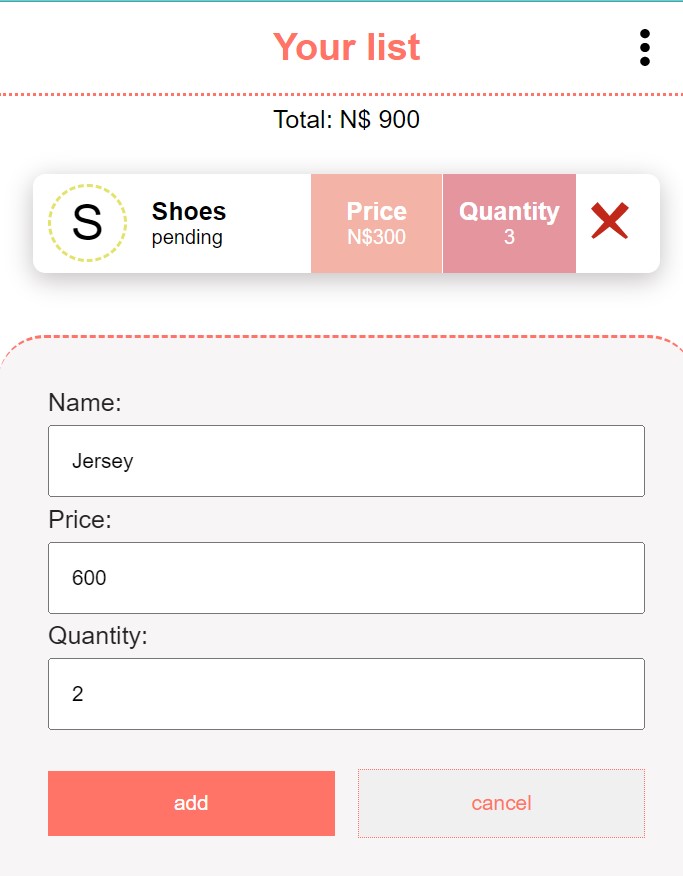 Your list
Total: N$ 900
S
Shoes
pending
Price
N$300
Quantity
3
Name:
Jersey
Price:
600
Quantity:
2
add
cancel